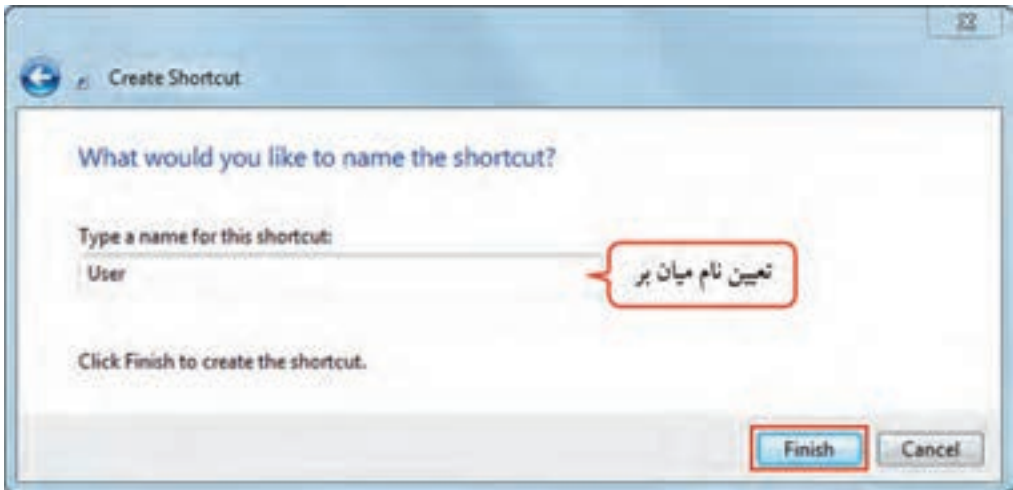 Create Shortcut
What would you like to name the shortcut?
Type a name for this shortcut:
User
تعیین نام میان بر
Click Finish to create the shortcut.
Finish
Cancel